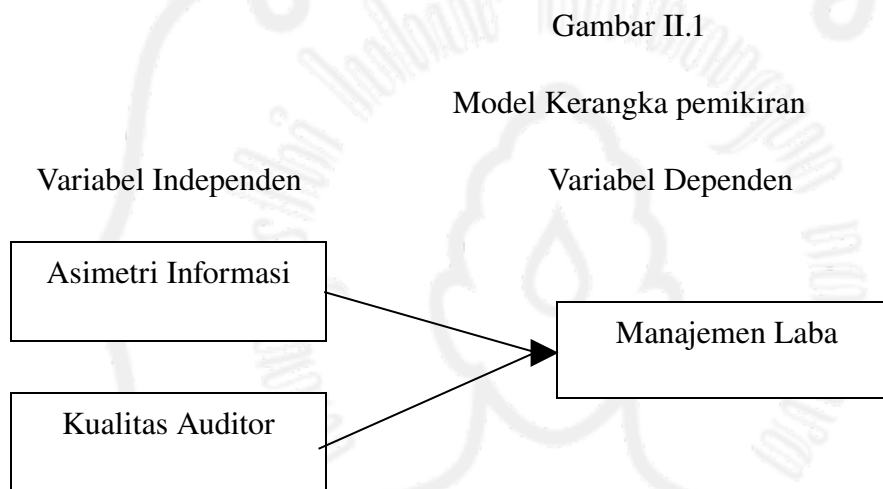 Gambar II.1
Model Kerangka pemikiran
Variabel Independen
Variabel Dependen
Asimetri Informasi
Manajemen Laba
Kualitas Auditor